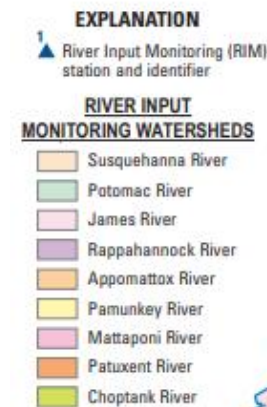 EXPLANATION
1
River Input Monitoring (RIM)
station and identifier
RIVER INPUT
MONITORING WATERSHEDS
Susquehanna River
Potomac River
James River
Rappahannock River
Appomattox River
Pamunkey River
Mattaponi River
Patuxent River
Choptank River